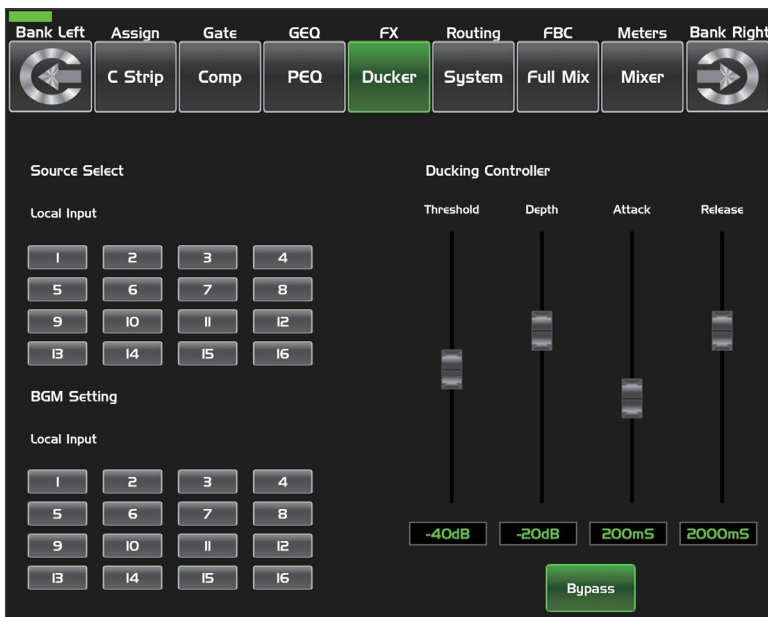 Bank Left Assign Gate GEQ FX Routing FBC Meters Bank Right
C Strip Comp PEQ Ducker System Full Mix Mixer
Source Select Ducking Controller
Local Input Threshold Depth Attack Release
1 2 3 4
5 6 7 8
9 10 11 12
13 14 15 16
BGM Setting
Local Input
1 2 3 4
5 6 7 8
9 10 11 12
13 14 15 16
-40dB -20dB 200mS 2000mS
Bypass